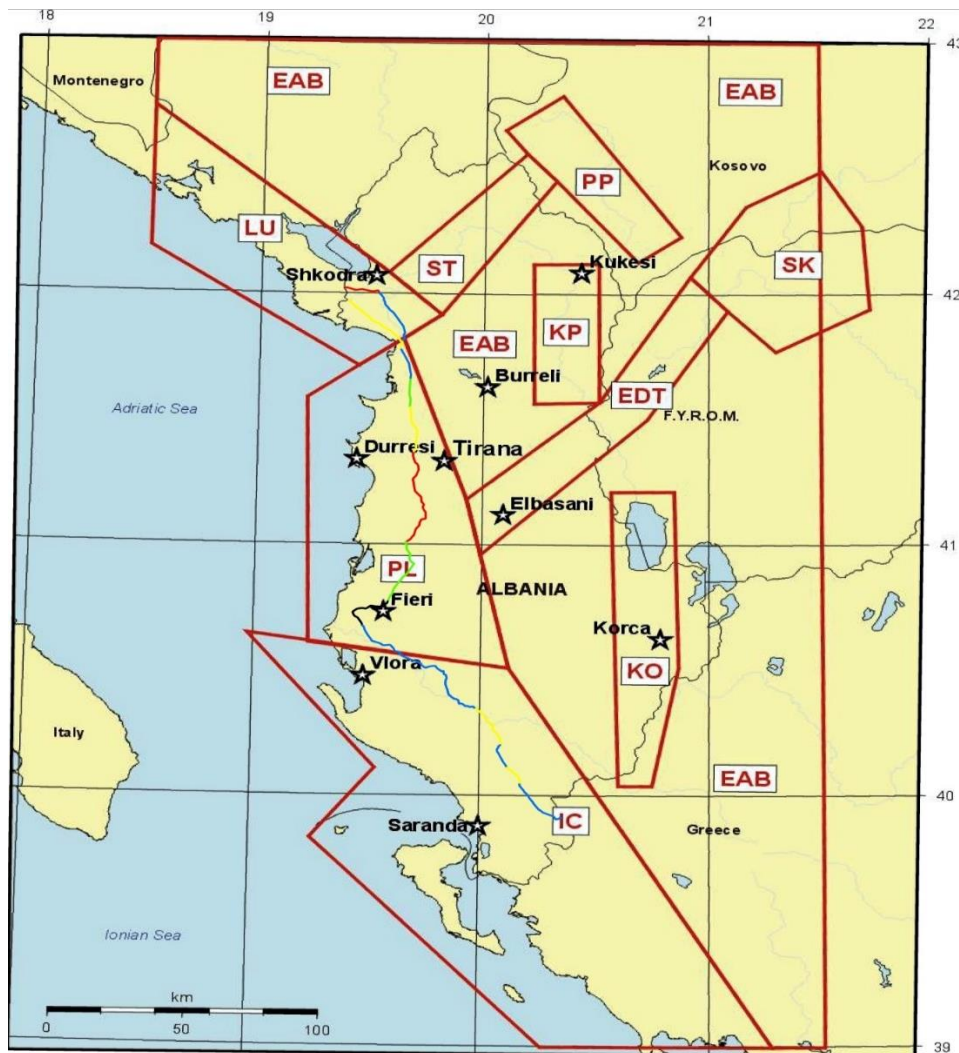 18 19 20 21 22
43
Montenegro
EAB
EAB
Kosovo
PP
LU
Shkodra
ST
Kukesi
SK
42
KP
EAB
Burreli
EDT
F.Y.R.O.M.
Adriatic Sea
Durresi
Tirana
Elbasani
41
PL
Fieri
ALBANIA
Korca
KO
Vlora
Italy
EAB
40
Saranda
IC
Greece
Ionian Sea
km
0 50 100
39